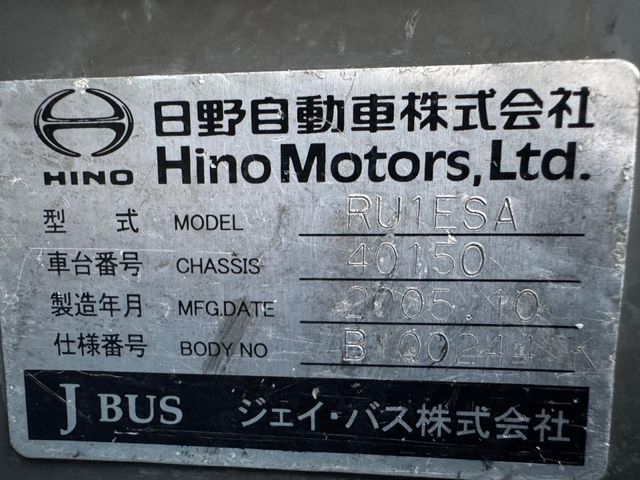 日野自動車株式会社
HINO Hino Motors, Ltd.
型式 MODEL RU1ESA
車台番号 CHASSIS 40150
製造年月 MFG.DATE 2005.10
仕様番号 BODY NO
J BUS ジェイ・バス株式会社